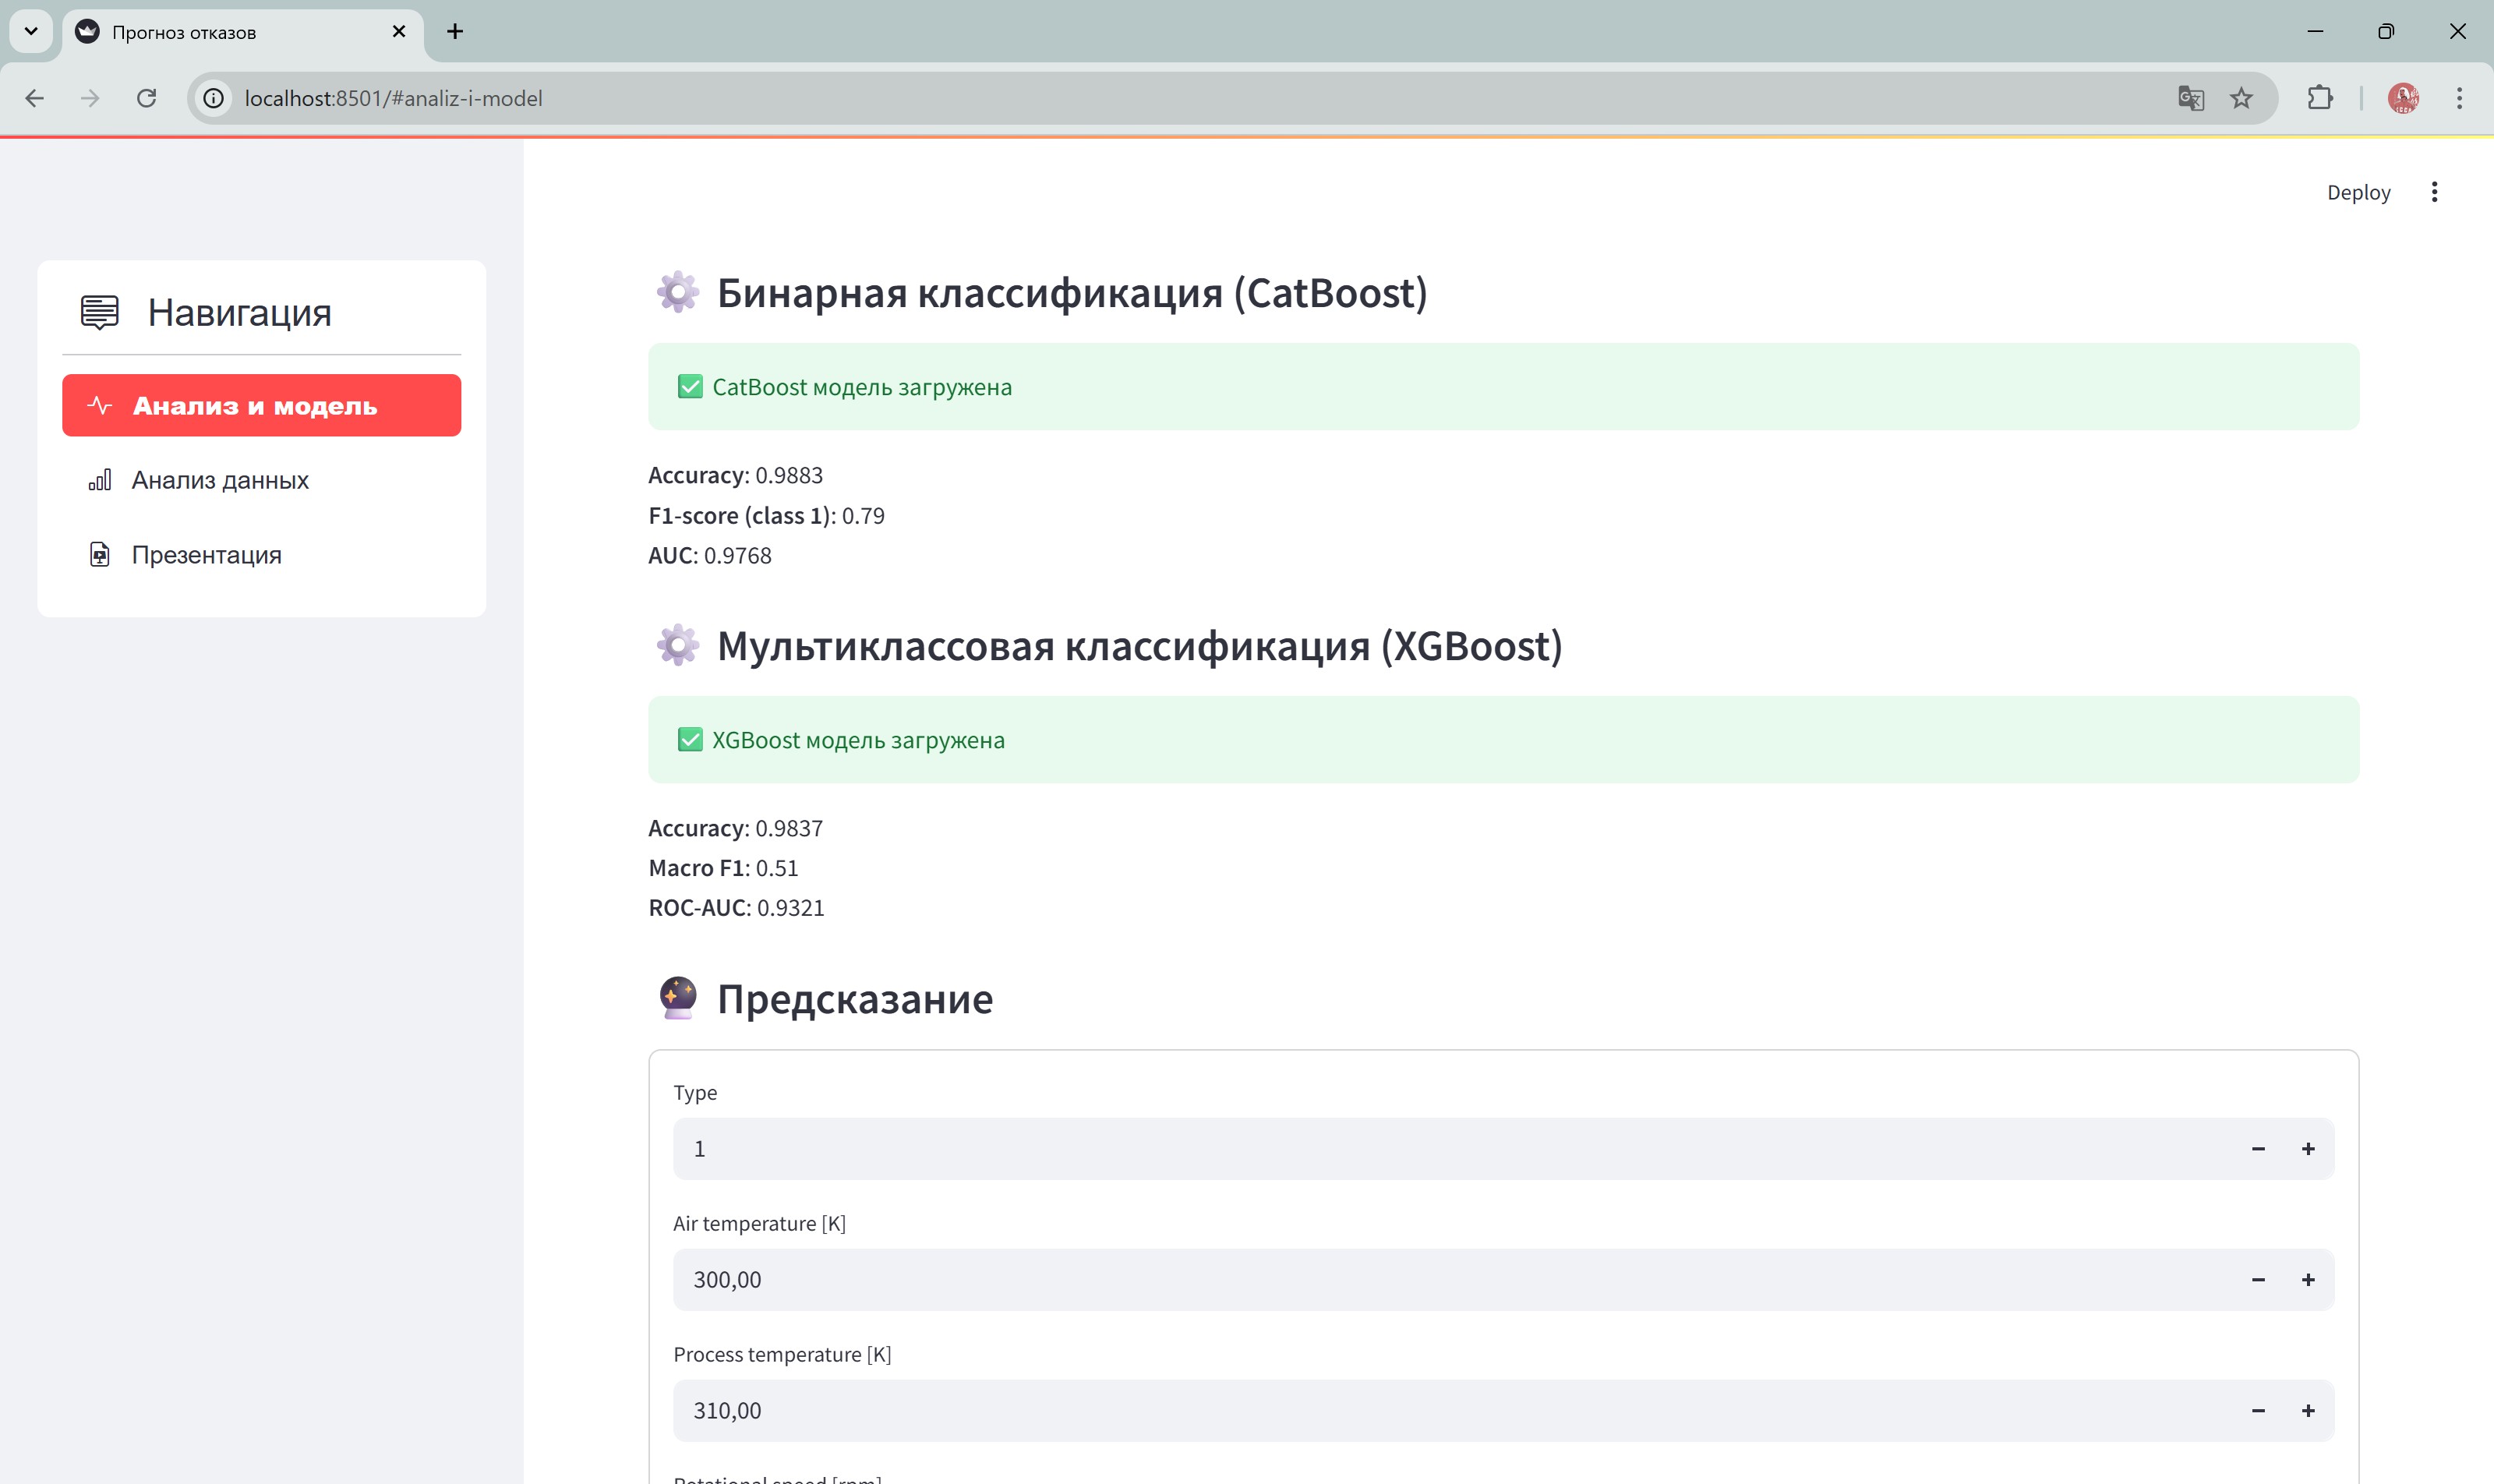 Прогноз отказов
localhost:8501/#analiz-i-model
Deploy
Навигация
Анализ и модель
Анализ данных
Презентация
Бинарная классификация (CatBoost)
CatBoost модель загружена
Accuracy: 0.9883
F1-score (class 1): 0.79
AUC: 0.9768
Мультиклассовая классификация (XGBoost)
XGBoost модель загружена
Accuracy: 0.9837
Macro F1: 0.51
ROC-AUC: 0.9321
Предсказание
Type
1
Air temperature [K]
300,00
Process temperature [K]
310,00
Rotational speed [rpm]